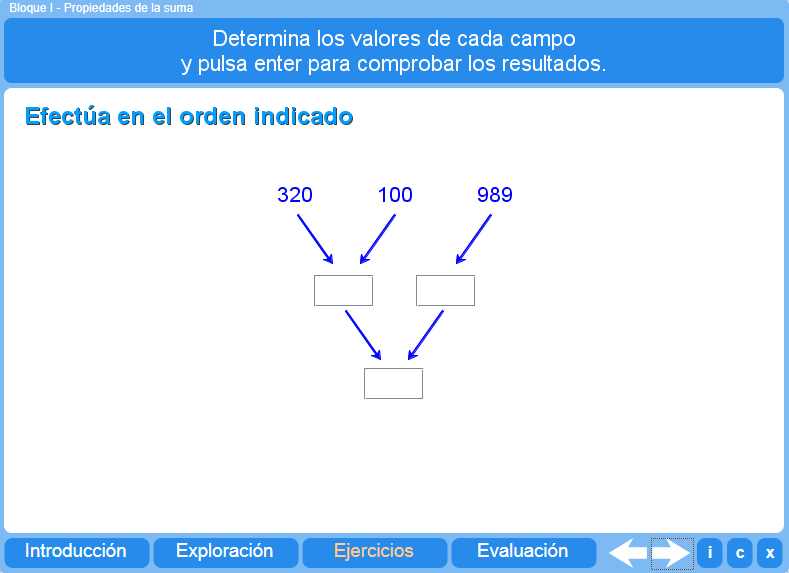 Bloque I - Propiedades de la suma
Determina los valores de cada campo
y pulsa enter para comprobar los resultados.
Efectúa en el orden indicado
320 100 989
Introducción Exploración Ejercicios Evaluación i c x